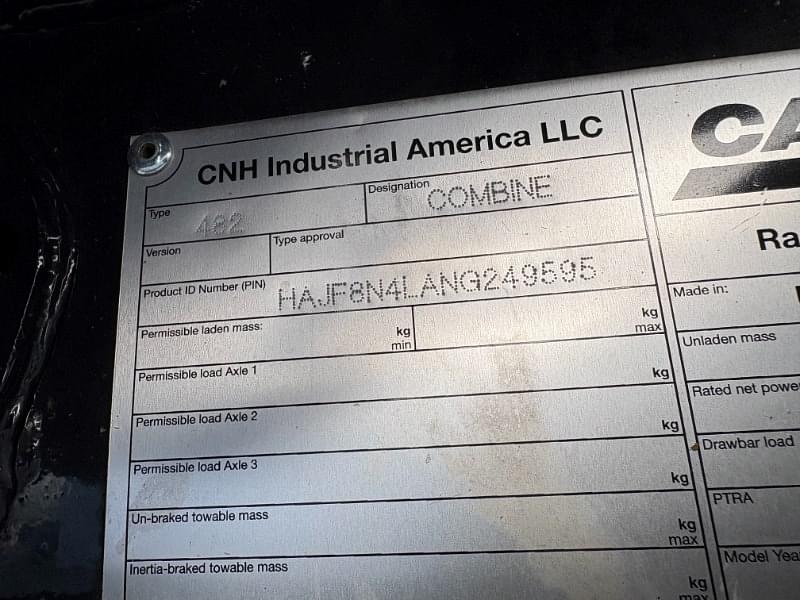 CNH Industrial America LLC
Type
482
Designation
COMBINE
Version
Type approval
Product ID Number (PIN)
HAJF8N4LANG249595
Permissible laden mass:
kg
min
kg
max
Permissible load Axle 1
kg
Permissible load Axle 2
kg
Permissible load Axle 3
kg
Un-braked towable mass
kg
max
Inertia-braked towable mass
kg
max
CA
Ra
Made in:
Unladen mass
Rated net powe
Drawbar load
PTRA
Model Yea